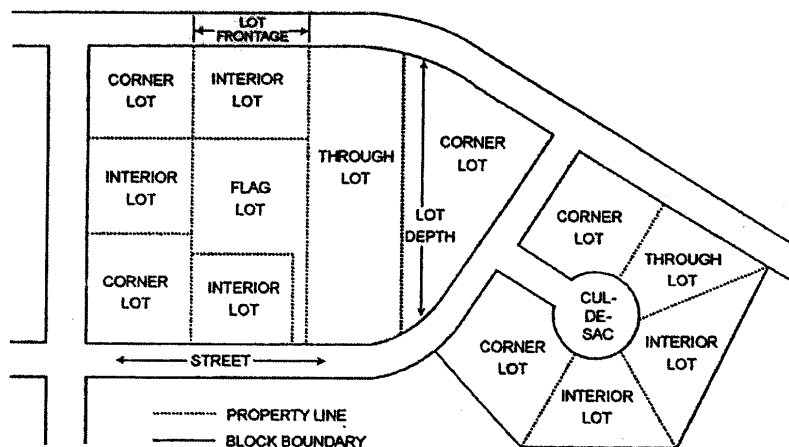 LOT
FRONTAGE
CORNER
LOT
INTERIOR
LOT
INTERIOR
LOT
FLAG
LOT
THROUGH
LOT
CORNER
LOT
LOT
DEPTH
CORNER
LOT
INTERIOR
LOT
STREET
CORNER
LOT
THROUGH
LOT
CUL-
DE-
SAC
INTERIOR
LOT
CORNER
LOT
INTERIOR
LOT
PROPERTY LINE
BLOCK BOUNDARY